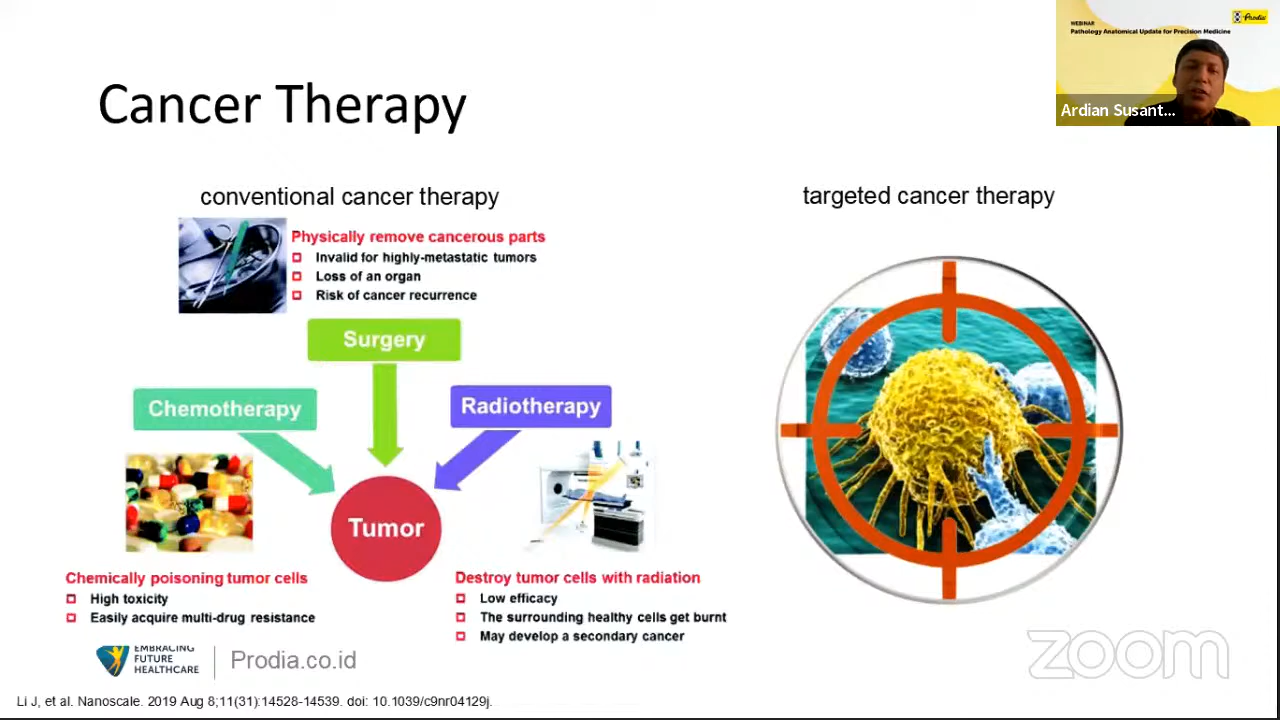 WEBINAR
Pathology Anatomical Update for Precision Medicine
Prodia
Ardian Susant...
Cancer Therapy
conventional cancer therapy
Physically remove cancerous parts
Invalid for highly-metastatic tumors
Loss of an organ
Risk of cancer recurrence
Surgery
Chemotherapy
Radiotherapy
Tumor
Chemically poisoning tumor cells
High toxicity
Easily acquire multi-drug resistance
Destroy tumor cells with radiation
Low efficacy
The surrounding healthy cells get burnt
May develop a secondary cancer
targeted cancer therapy
EMBRACING
FUTURE
HEALTHCARE
Prodia.co.id
zoom
Li J, et al. Nanoscale. 2019 Aug 8;11(31):14528-14539. doi: 10.1039/c9nr04129j.